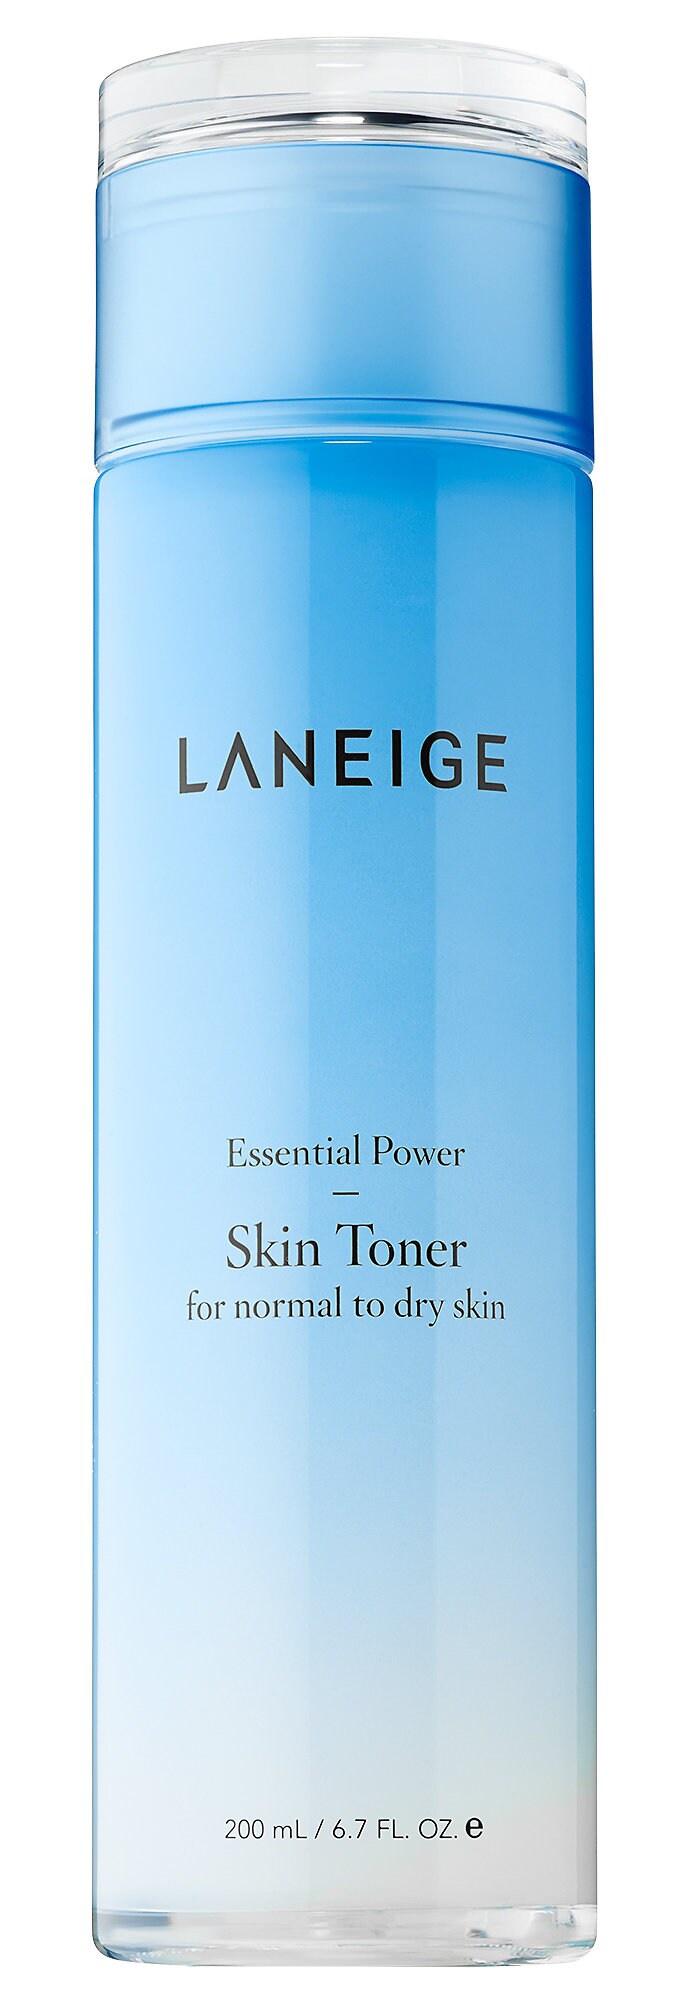 LANEIGE
Essential Power
—
Skin Toner
for normal to dry skin
200 mL / 6.7 FL. OZ. ℮